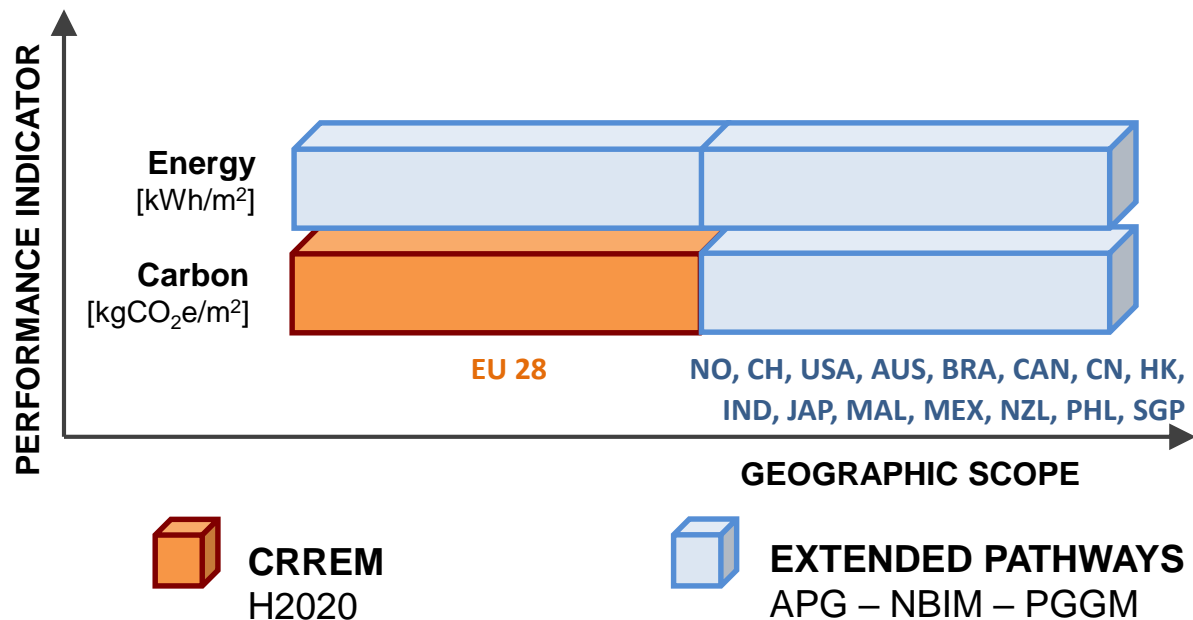 PERFORMANCE INDICATOR
Energy
[kWh/m²]
Carbon
[kgCO₂e/m²]
EU 28
NO, CH, USA, AUS, BRA, CAN, CN, HK,
IND, JAP, MAL, MEX, NZL, PHL, SGP
GEOGRAPHIC SCOPE
CRREM
H2020
EXTENDED PATHWAYS
APG – NBIM – PGGM